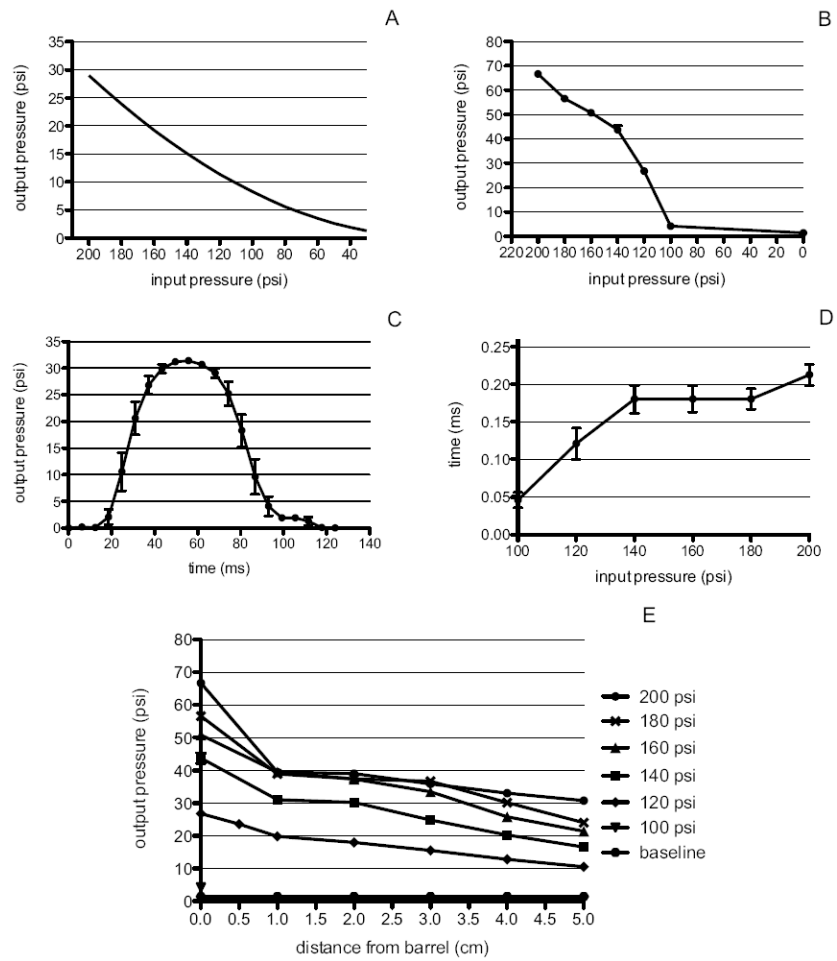 A
35
30
25
20
15
10
5
0
output pressure (psi)
200 180 160 140 120 100 80 60 40
input pressure (psi)
B
80
70
60
50
40
30
20
10
0
output pressure (psi)
220 200 180 160 140 120 100 80 60 40 20 0
input pressure (psi)
C
35
30
25
20
15
10
5
0
output pressure (psi)
0 20 40 60 80 100 120 140
time (ms)
D
0.25
0.20
0.15
0.10
0.05
0.00
time (ms)
100 120 140 160 180 200
input pressure (psi)
E
80
70
60
50
40
30
20
10
0
output pressure (psi)
0.0 0.5 1.0 1.5 2.0 2.5 3.0 3.5 4.0 4.5 5.0
distance from barrel (cm)
200 psi
180 psi
160 psi
140 psi
120 psi
100 psi
baseline